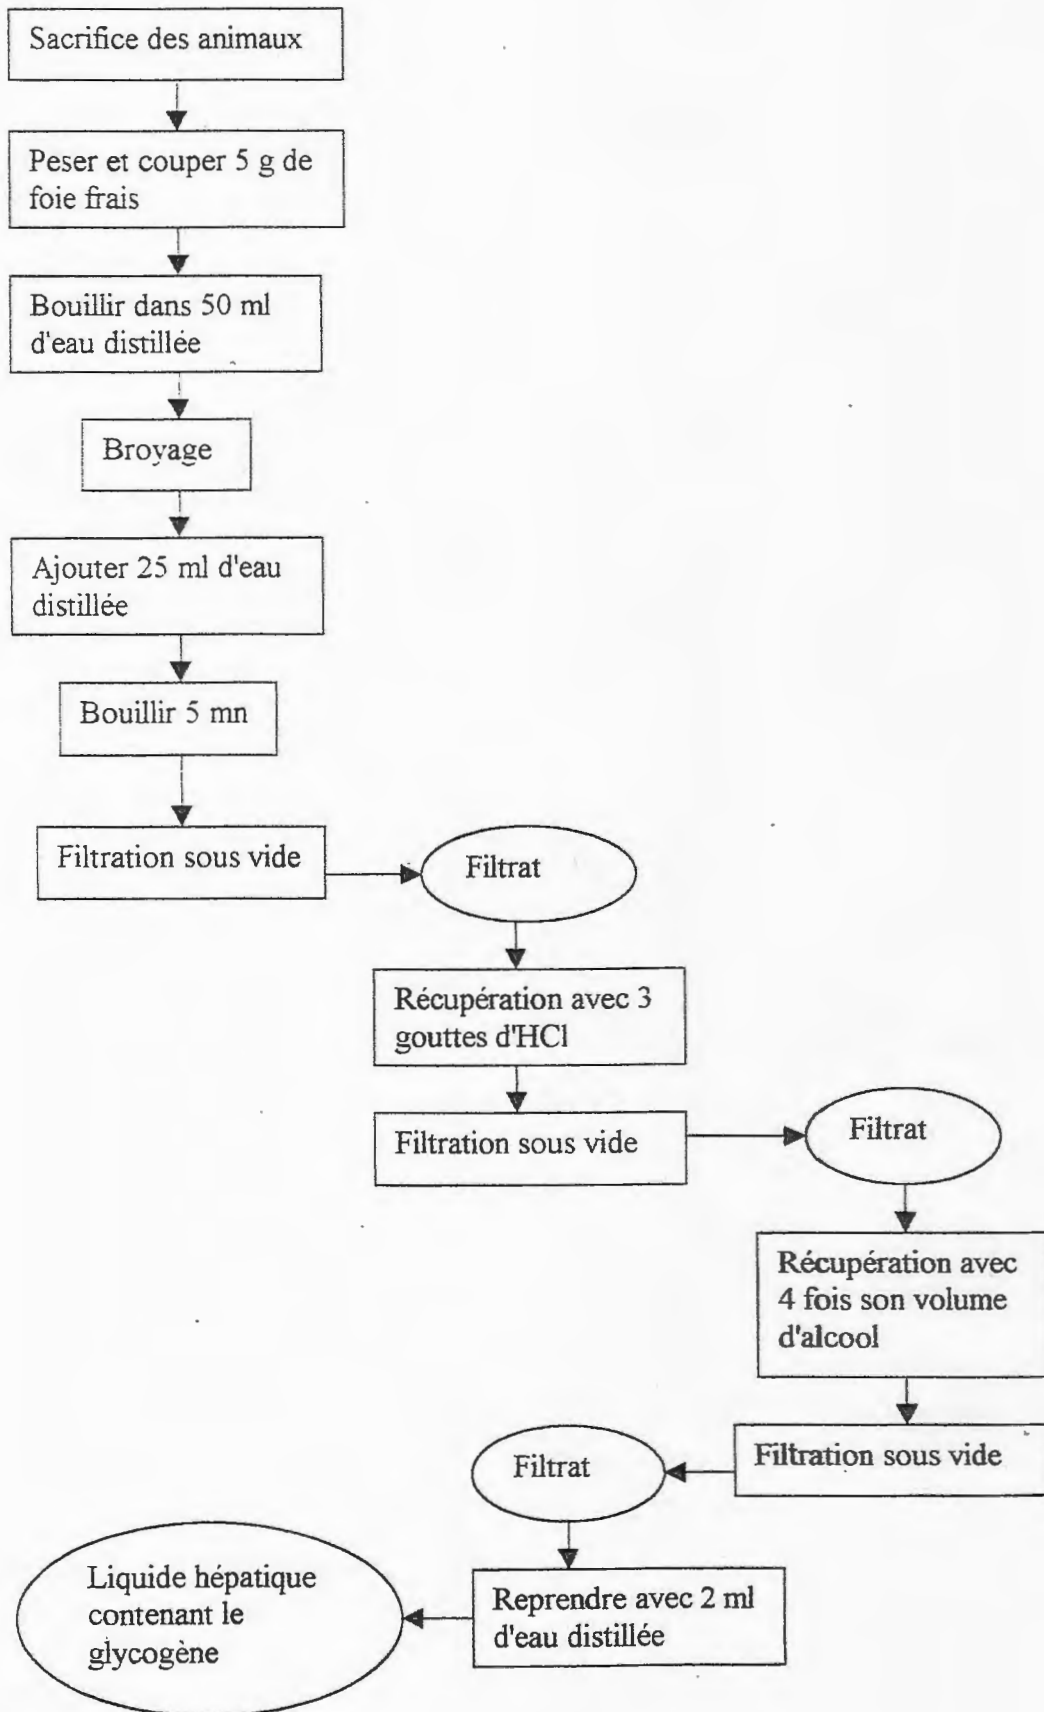 Sacrifice des animaux
Peser et couper 5 g de
foie frais
Bouillir dans 50 ml
d'eau distillée
Broyage
Ajouter 25 ml d'eau
distillée
Bouillir 5 mn
Filtration sous vide
Filtrat
Récupération avec 3
gouttes d'HCl
Filtration sous vide
Filtrat
Récupération avec
4 fois son volume
d'alcool
Filtration sous vide
Filtrat
Reprendre avec 2 ml
d'eau distillée
Liquide hépatique
contenant le
glycogène